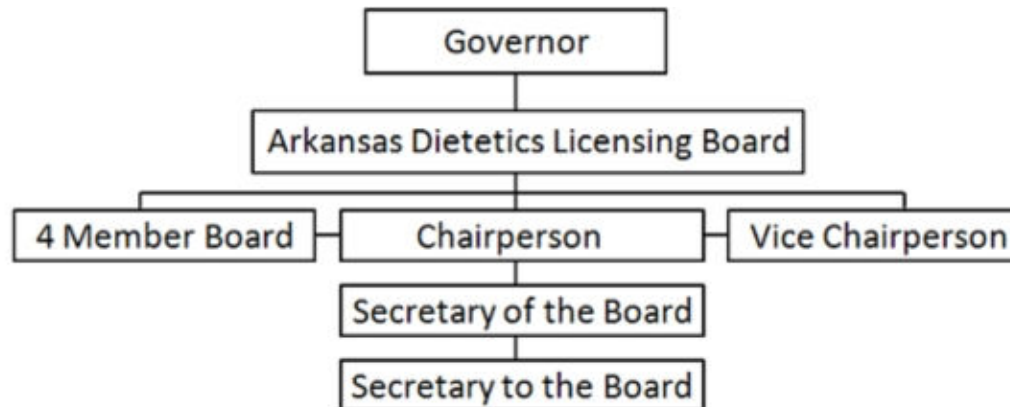 Governor
Arkansas Dietetics Licensing Board
4 Member Board
Chairperson
Vice Chairperson
Secretary of the Board
Secretary to the Board